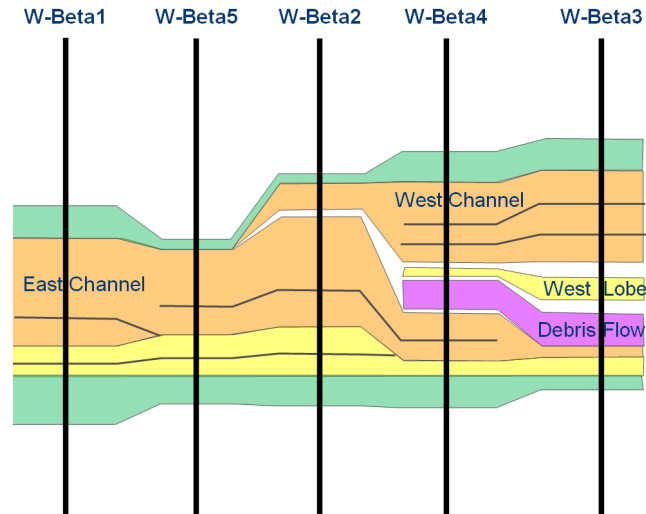 W-Beta1 W-Beta5 W-Beta2 W-Beta4 W-Beta3
West Channel
East Channel
West Lobe
Debris Flow